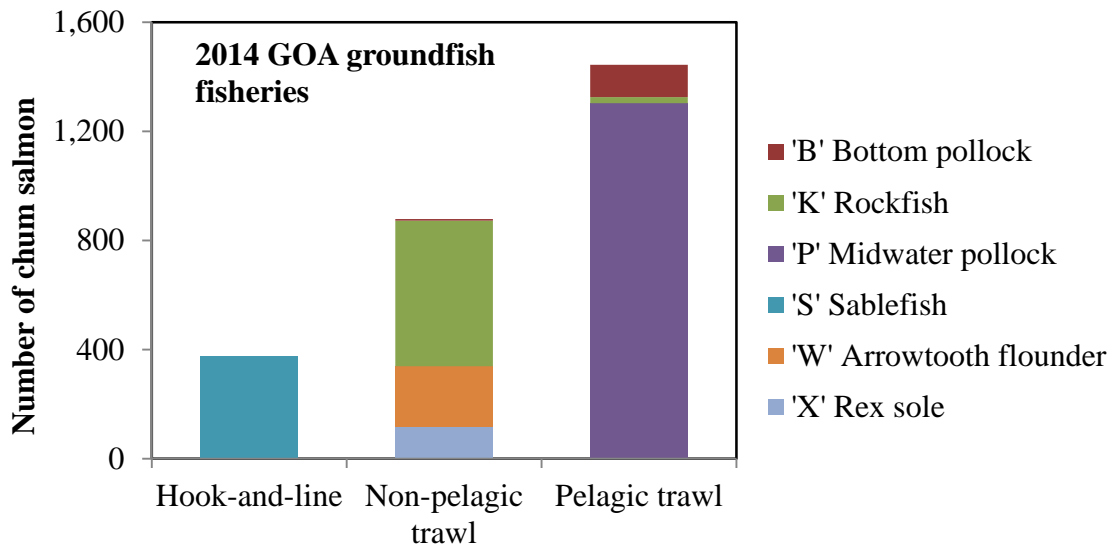 1,600
1,200
800
400
0
Number of chum salmon
2014 GOA groundfish
fisheries
Hook-and-line
Non-pelagic
trawl
Pelagic trawl
'B' Bottom pollock
'K' Rockfish
'P' Midwater pollock
'S' Sablefish
'W' Arrowtooth flounder
'X' Rex sole